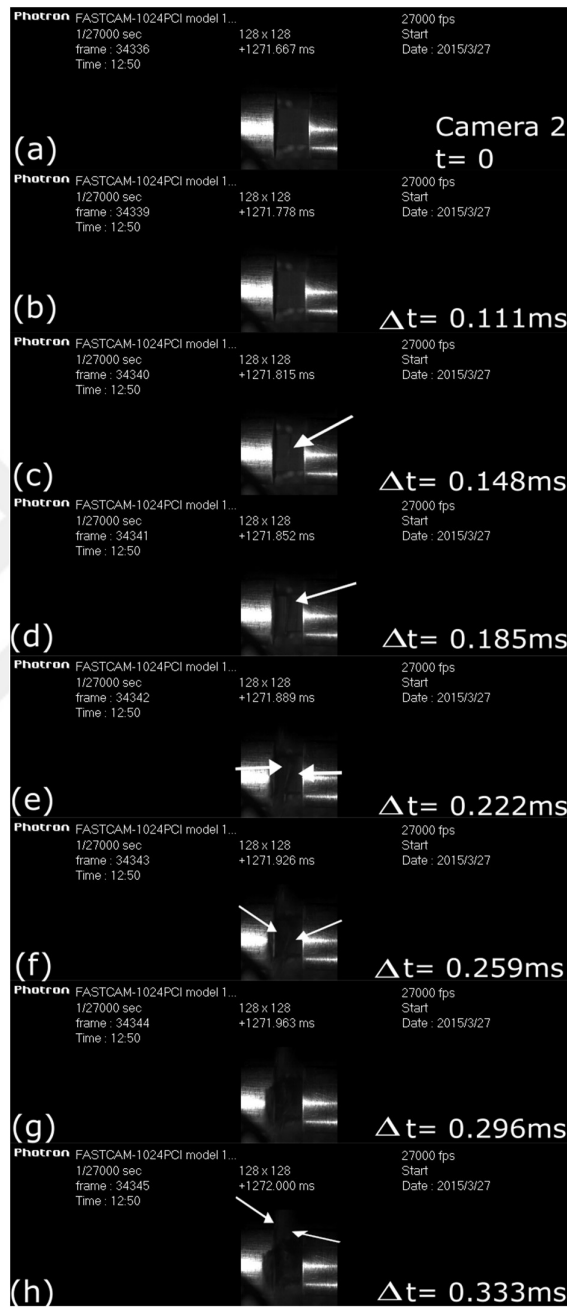 Photron FASTCAM-1024PCI model 1... 27000 fps
1/27000 sec 128 x 128 Start
frame : 34336 +1271.667 ms Date : 2015/3/27
Time : 12:50
Camera 2
(a) t= 0
Photron FASTCAM-1024PCI model 1... 27000 fps
1/27000 sec 128 x 128 Start
frame : 34339 +1271.778 ms Date : 2015/3/27
Time : 12:50
(b) Δt= 0.111ms
Photron FASTCAM-1024PCI model 1... 27000 fps
1/27000 sec 128 x 128 Start
frame : 34340 +1271.815 ms Date : 2015/3/27
Time : 12:50
(c) Δt= 0.148ms
Photron FASTCAM-1024PCI model 1... 27000 fps
1/27000 sec 128 x 128 Start
frame : 34341 +1271.852 ms Date : 2015/3/27
Time : 12:50
(d) Δt= 0.185ms
Photron FASTCAM-1024PCI model 1... 27000 fps
1/27000 sec 128 x 128 Start
frame : 34342 +1271.889 ms Date : 2015/3/27
Time : 12:50
(e) Δt= 0.222ms
Photron FASTCAM-1024PCI model 1... 27000 fps
1/27000 sec 128 x 128 Start
frame : 34343 +1271.926 ms Date : 2015/3/27
Time : 12:50
(f) Δt= 0.259ms
Photron FASTCAM-1024PCI model 1... 27000 fps
1/27000 sec 128 x 128 Start
frame : 34344 +1271.963 ms Date : 2015/3/27
Time : 12:50
(g) Δt= 0.296ms
Photron FASTCAM-1024PCI model 1... 27000 fps
1/27000 sec 128 x 128 Start
frame : 34345 +1272.000 ms Date : 2015/3/27
Time : 12:50
(h) Δt= 0.333ms